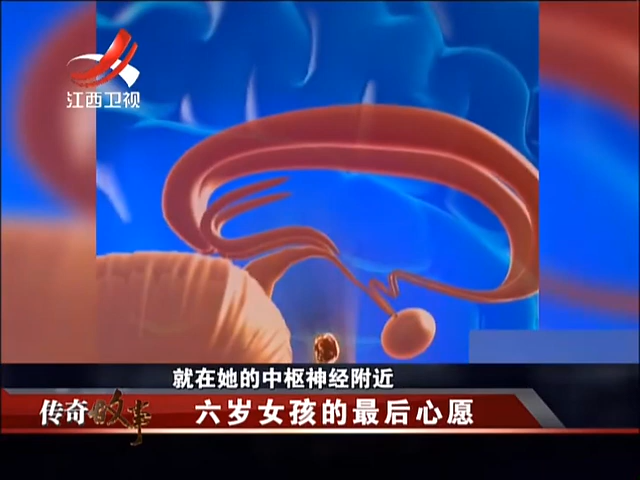 江西卫视
就在她的中枢神经附近
传奇故事
六岁女孩的最后心愿